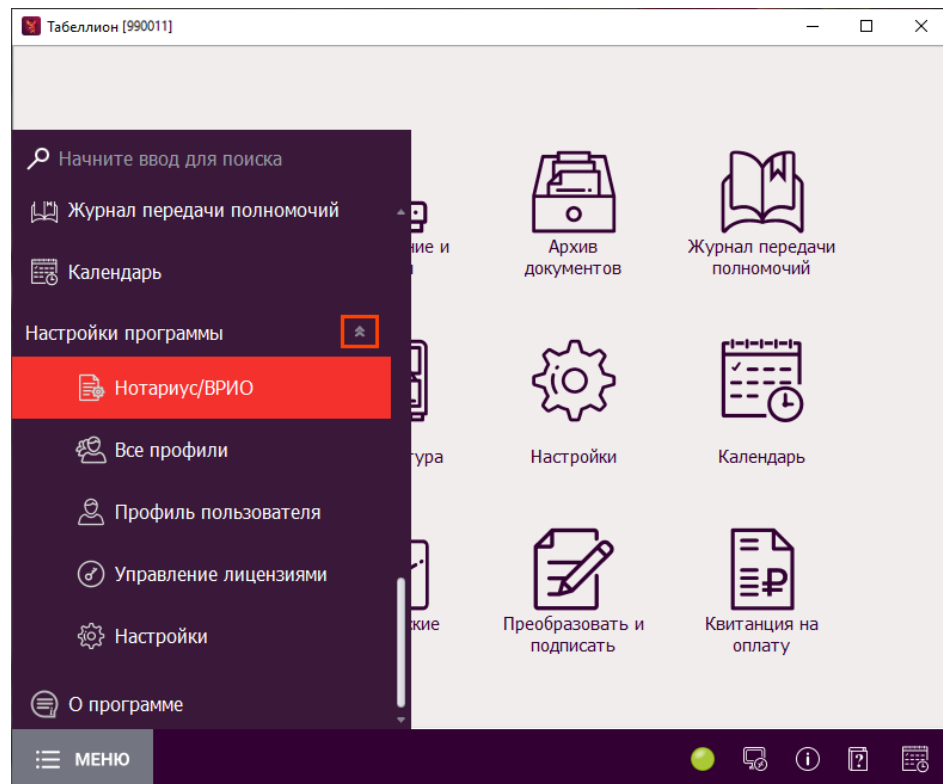 Табеллион [990011]
Начните ввод для поиска
Журнал передачи полномочий
Календарь
Настройки программы
Нотариус/ВРИО
Все профили
Профиль пользователя
Управление лицензиями
Настройки
О программе
МЕНЮ
Архив
документов
Журнал передачи
полномочий
Настройки
Календарь
Преобразовать и
подписать
Квитанция на
оплату